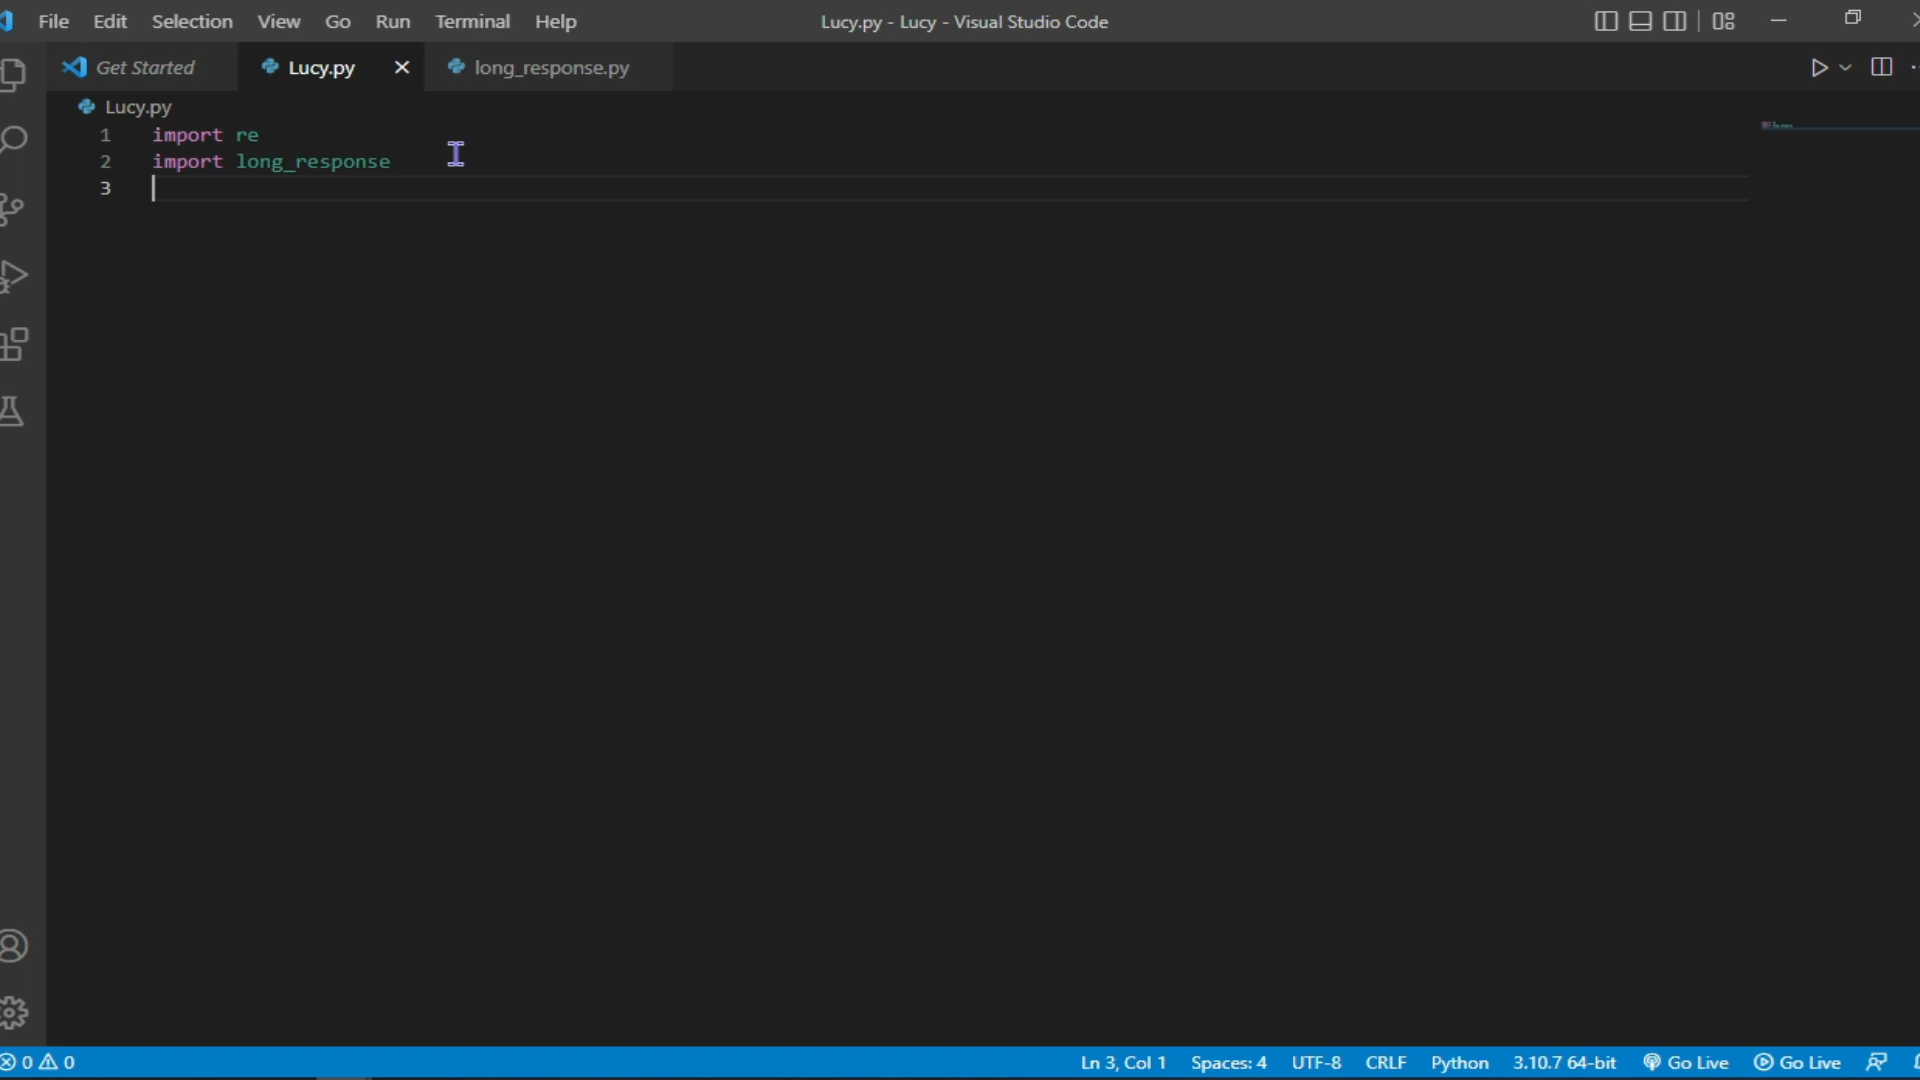 File Edit Selection View Go Run Terminal Help Lucy.py - Lucy - Visual Studio Code
Get Started Lucy.py long_response.py
Lucy.py
1 import re
2 import long_response
3
0 0 Ln 3, Col 1 Spaces: 4 UTF-8 CRLF Python 3.10.7 64-bit Go Live Go Live